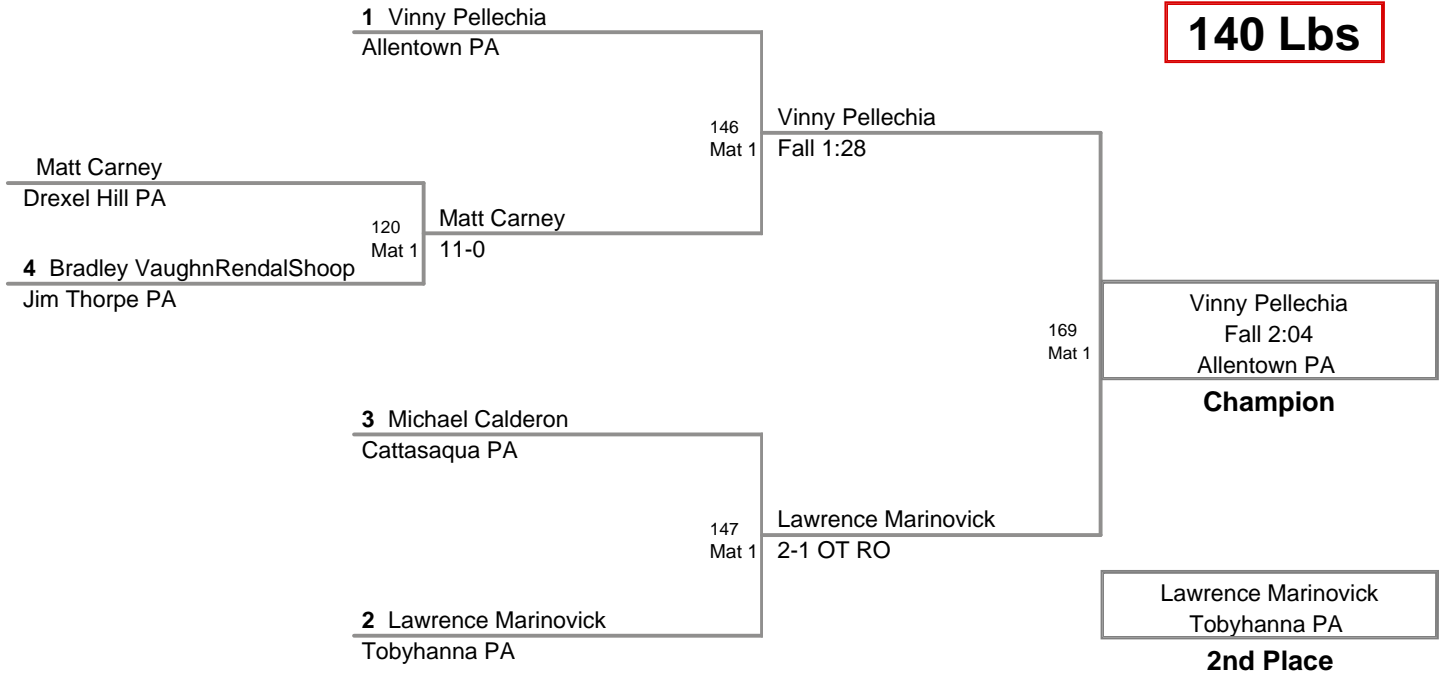 140 Lbs
1 Vinny Pellechia
Allentown PA
146
Mat 1
Vinny Pellechia
Fall 1:28
Matt Carney
Drexel Hill PA
120
Mat 1
Matt Carney
11-0
4 Bradley VaughnRendalShoop
Jim Thorpe PA
169
Mat 1
Vinny Pellechia
Fall 2:04
Allentown PA
Champion
3 Michael Calderon
Cattasaqua PA
147
Mat 1
Lawrence Marinovick
2-1 OT RO
2 Lawrence Marinovick
Tobyhanna PA
Lawrence Marinovick
Tobyhanna PA
2nd Place